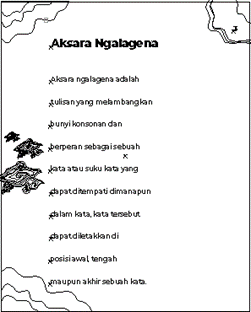 Aksara Ngalagena
Aksara ngalagena adalah
tulisan yang melambangkan
bunyi konsonan dan
berperan sebagai sebuah
kata atau suku kata yang
dapat ditempati dimanapun
dalam kata, kata tersebut
dapat diletakkan di
posisi awal, tengah
maupun akhir sebuah kata.